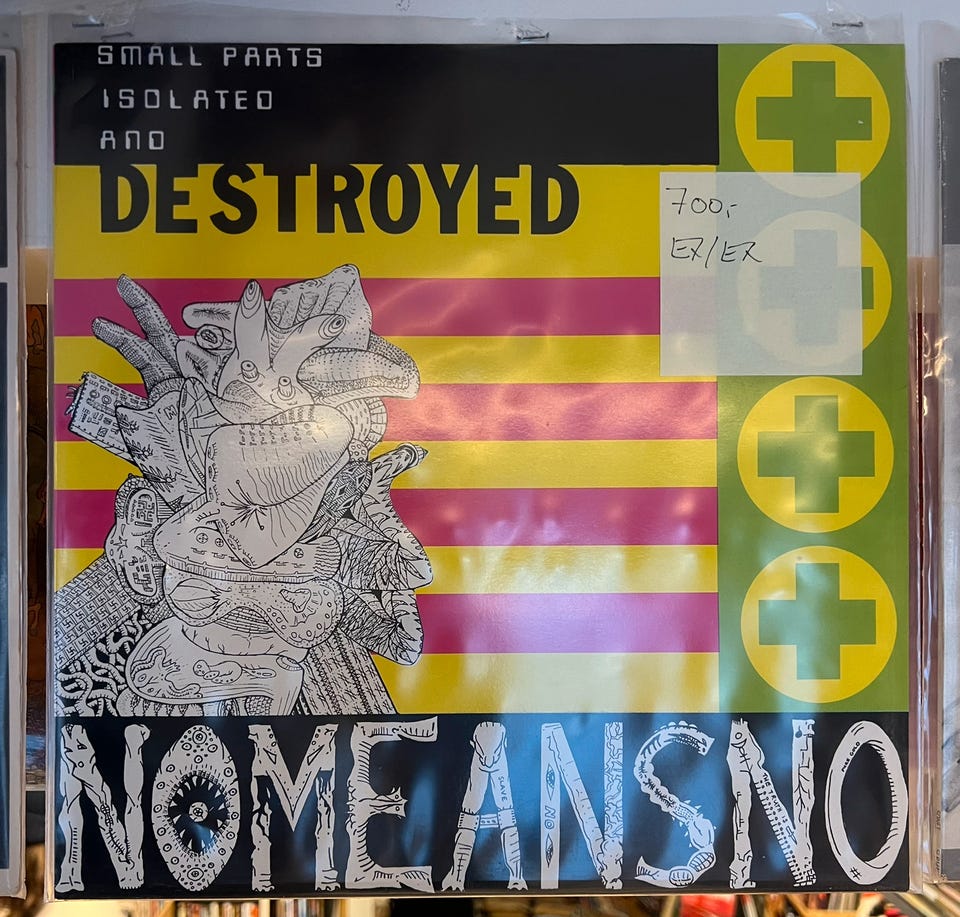 SMALL PARTS
ISOLATED
AND
DESTROYED
700,-
EX/EX
NOMEANSNO